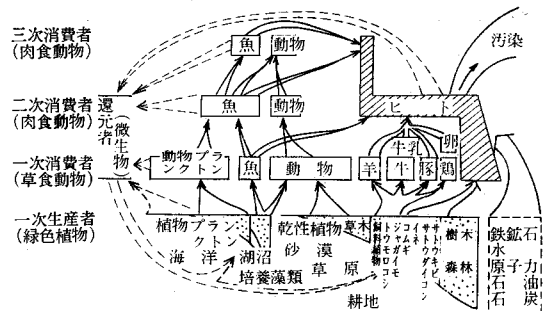 三次消費者
(肉食動物)
魚
動物
汚染
二次消費者
(肉食動物)
還元者
(微生物)
魚
動物
ヒト
牛乳
卵
一次消費者
(草食動物)
動物プラ
ンクトン
魚
動物
羊
牛
豚
鶏
一次生産者
(緑色植物)
植物プランクトン
海洋
湖沼
培養藻類
乾性植物
砂漠
草木
草原
飼料植物
トウモロコシ
ジャガイモ
コムギ
イネ
サトウダイコン
サトウキビ
耕地
樹木
森林
鉄鉱石
水力
原子力
石油
石炭